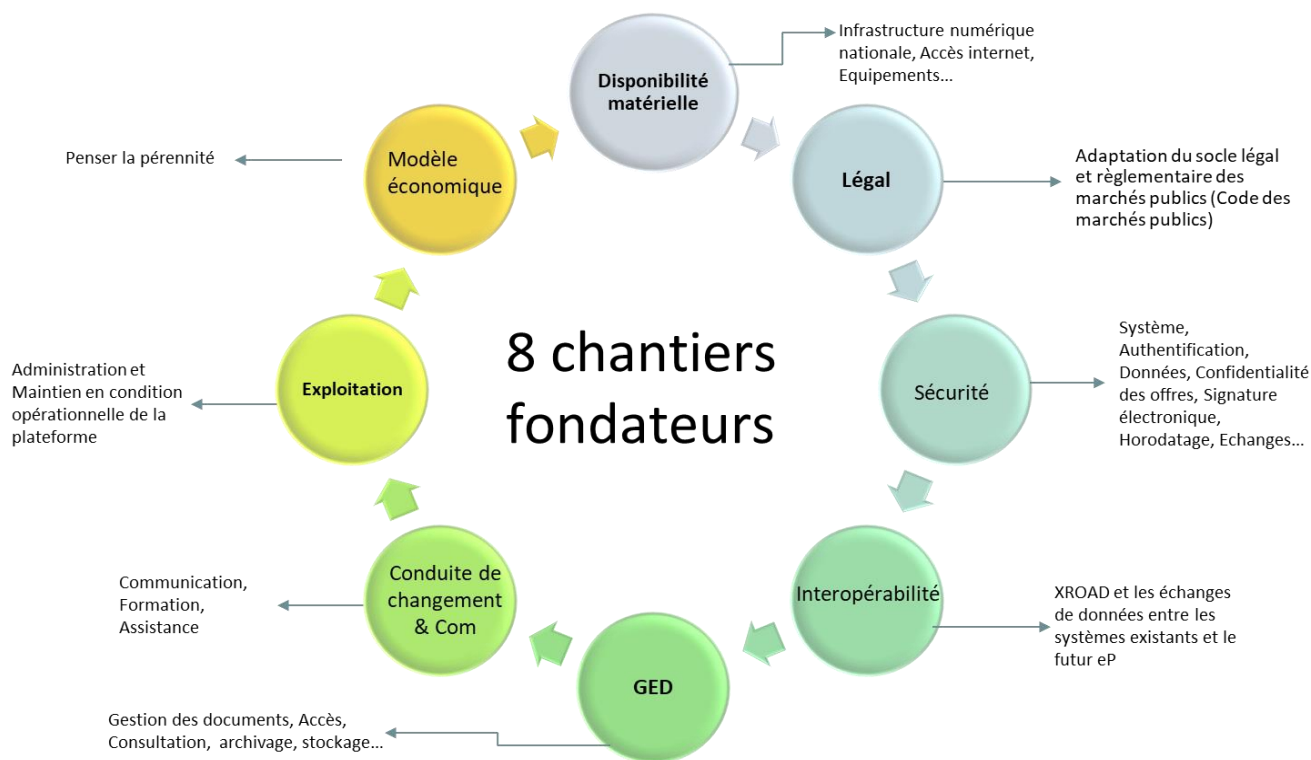 Disponibilité
matérielle
Infrastructure numérique
nationale, Accès internet,
Equipements...
Légal
Adaptation du socle légal
et règlementaire des
marchés publics (Code des
marchés publics)
Sécurité
Système,
Authentification,
Données, Confidentialité
des offres, Signature
électronique,
Horodatage, Echanges...
Interopérabilité
XROAD et les échanges
de données entre les
systèmes existants et le
futur eP
GED
Gestion des documents, Accès,
Consultation, archivage, stockage...
Conduite de
changement
& Com
Communication,
Formation,
Assistance
Exploitation
Administration et
Maintien en condition
opérationnelle de la
plateforme
Modèle
économique
Penser la pérennité
8 chantiers
fondateurs